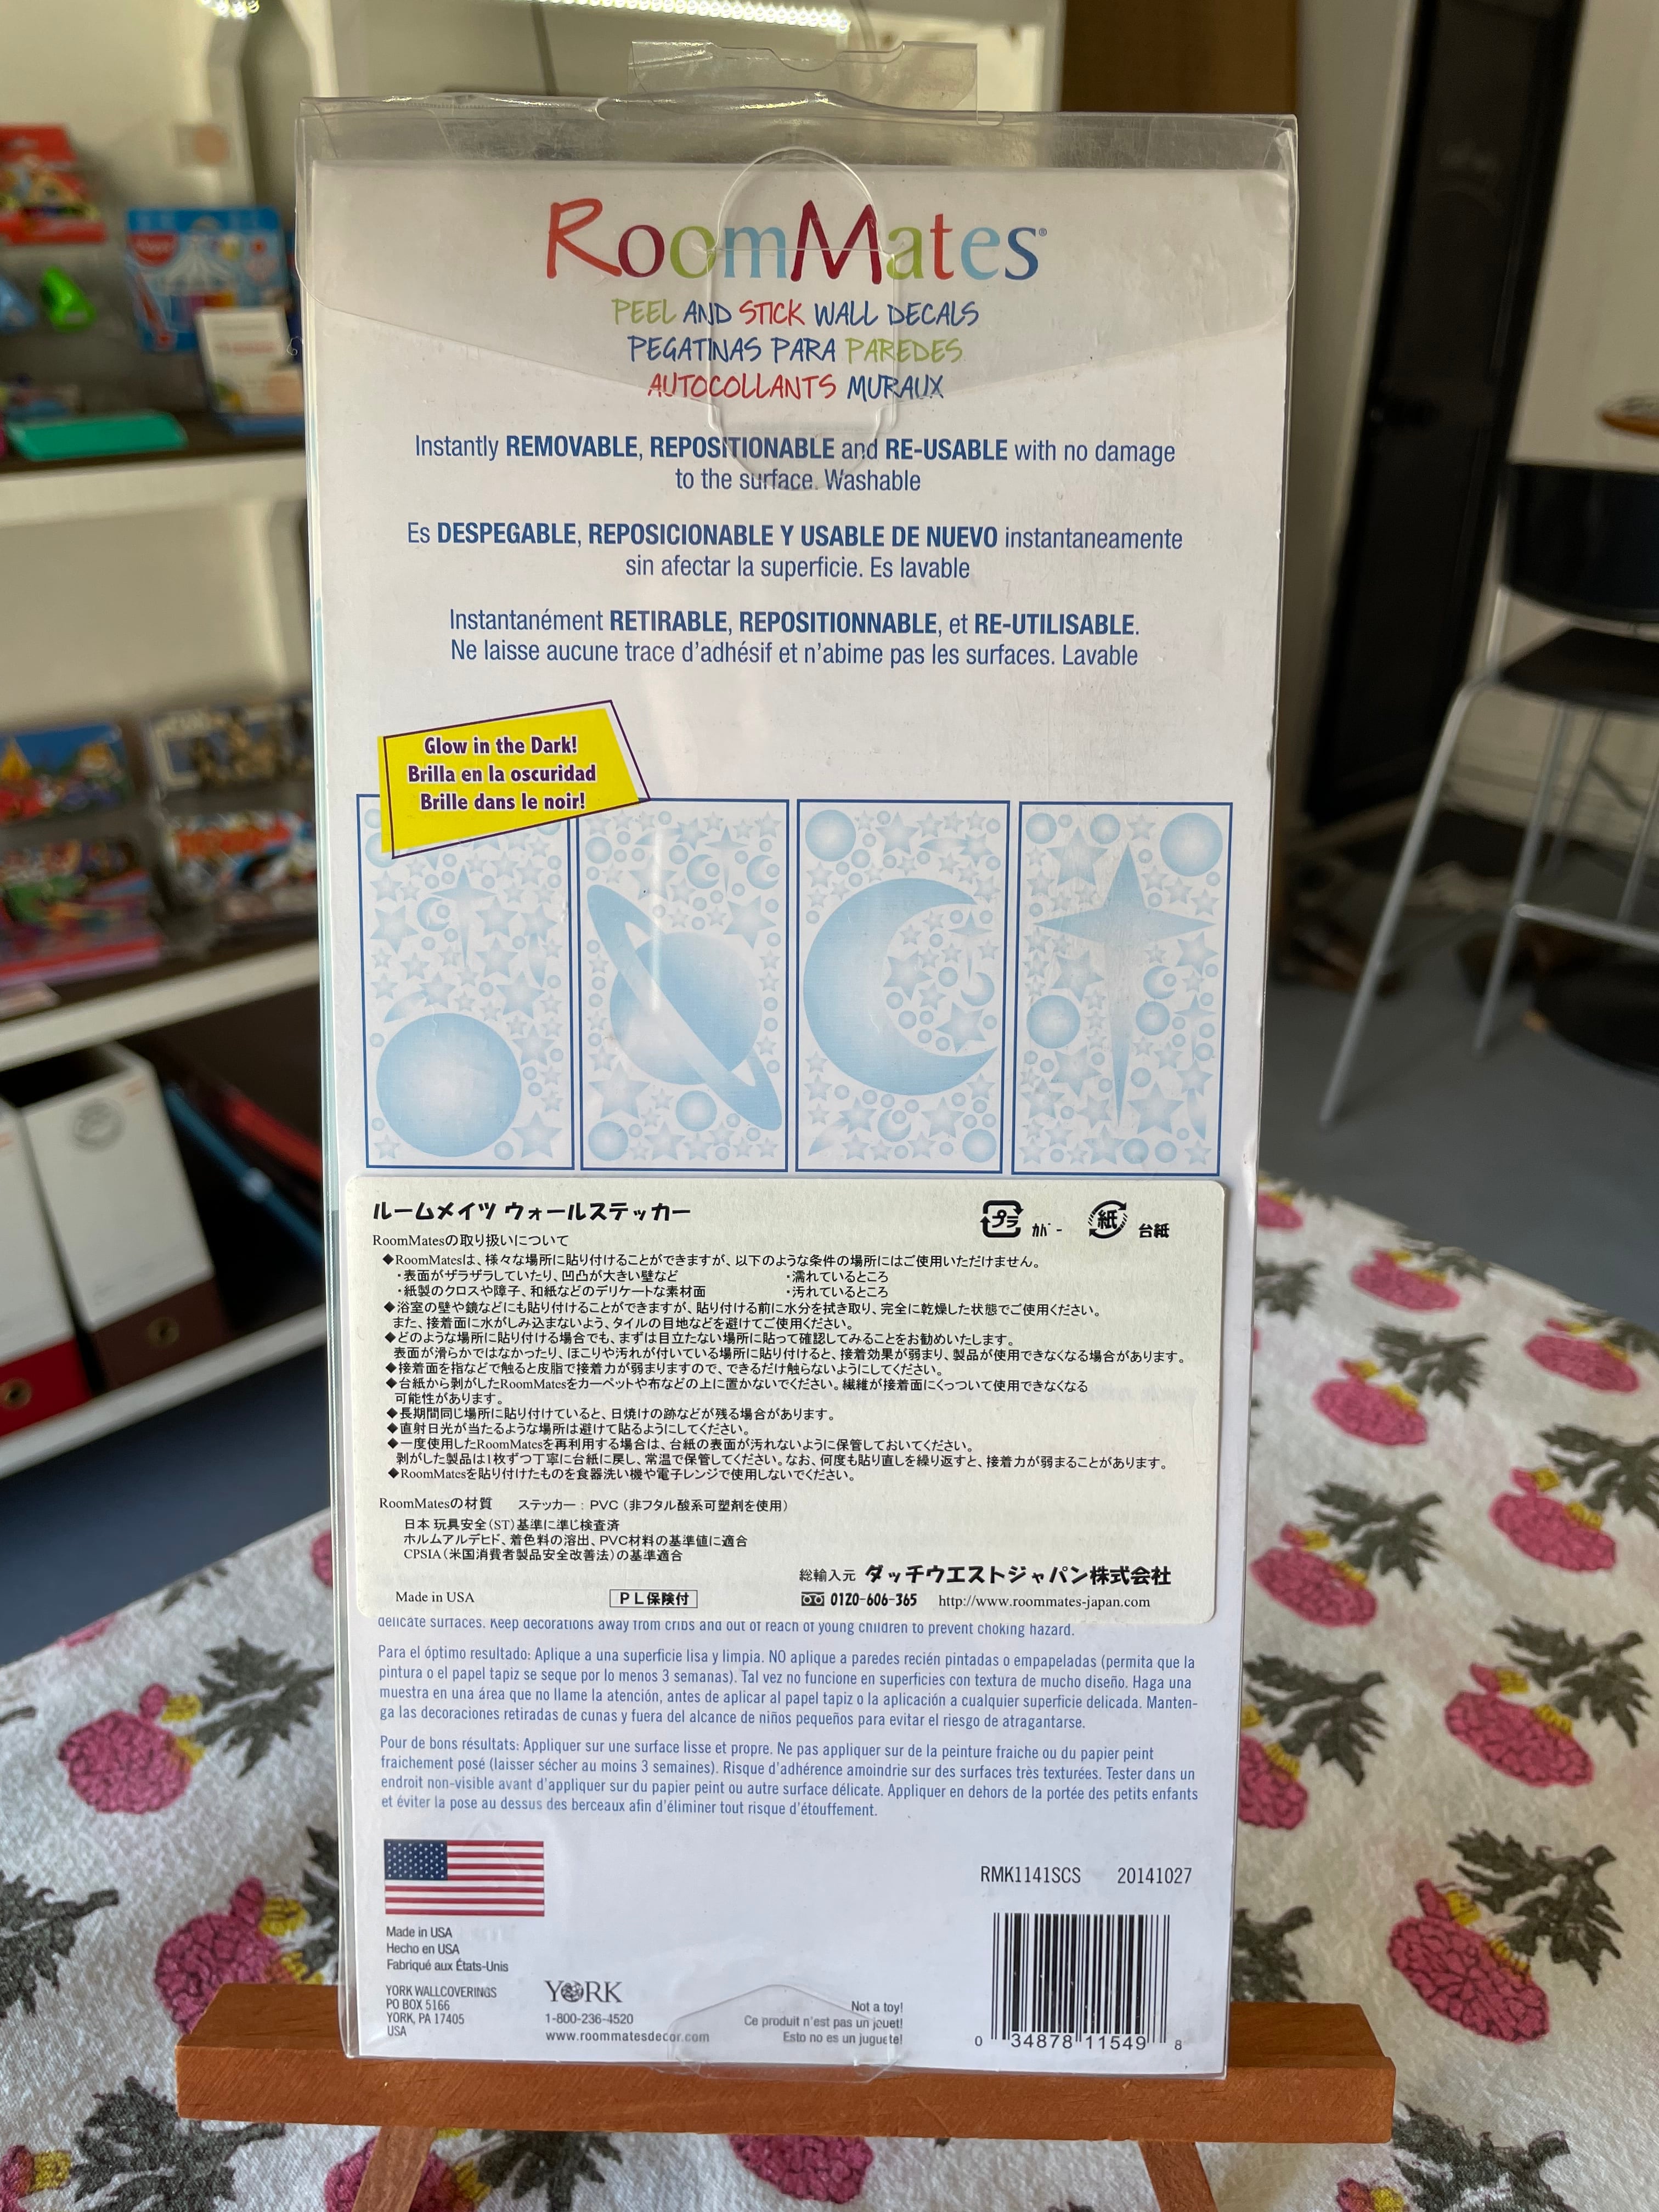 RoomMates®
PEEL AND STICK WALL DECALS
PEGATINAS PARA PAREDES
AUTOCOLLANTS MURAUX
Instantly REMOVABLE, REPOSITIONABLE and RE-USABLE with no damage
to the surface. Washable
Es DESPEGABLE, REPOSICIONABLE Y USABLE DE NUEVO instantaneamente
sin afectar la superficie. Es lavable
Instantanément RETIRABLE, REPOSITIONNABLE, et RE-UTILISABLE.
Ne laisse aucune trace d'adhésif et n'abime pas les surfaces. Lavable
Glow in the Dark!
Brilla en la oscuridad
Brille dans le noir!
ルームメイツ ウォールステッカー
プラ カバー 紙 台紙
RoomMatesの取り扱いについて
◆RoomMatesは、様々な場所に貼り付けることができますが、以下のような条件の場所にはご使用いただけません。
・表面がザラザラしていたり、凹凸が大きい壁など ・濡れているところ
・紙製のクロスや障子、和紙などのデリケートな素材面 ・汚れているところ
◆浴室の壁や鏡などにも貼り付けることができますが、貼り付ける前に水分を拭き取り、完全に乾燥した状態でご使用ください。
また、接着面に水がしみ込まないよう、タイルの目地などを避けてご使用ください。
◆どのような場所に貼り付ける場合でも、まずは目立たない場所に貼って確認してみることをお勧めいたします。
表面が滑らかではなかったり、ほこりや汚れが付いている場所に貼り付けると、接着効果が弱まり、製品が使用できなくなる場合があります。
◆接着面を指などで触ると皮脂で接着力が弱まりますので、できるだけ触らないようにしてください。
◆台紙から剥がしたRoomMatesをカーペットや布などの上に置かないでください。繊維が接着面にくっついて使用できなくなる
可能性があります。
◆長期間同じ場所に貼り付けていると、日焼けの跡などが残る場合があります。
◆直射日光が当たるような場所は避けて貼るようにしてください。
◆一度使用したRoomMatesを再利用する場合は、台紙の表面が汚れないように保管しておいてください。
剥がした製品は1枚ずつ丁寧に台紙に戻し、常温で保管してください。なお、何度も貼り直しを繰り返すと、接着力が弱まることがあります。
◆RoomMatesを貼り付けたものを食器洗い機や電子レンジで使用しないでください。
RoomMatesの材質 ステッカー：PVC（非フタル酸系可塑剤を使用）
日本 玩具安全(ST)基準に準じ検査済
ホルムアルデヒド、着色料の溶出、PVC材料の基準値に適合
CPSIA(米国消費者製品安全改善法)の基準適合
総輸入元 ダッチウエストジャパン株式会社
Made in USA PL保険付 0120-606-365 http://www.roommates-japan.com
delicate surfaces. Keep decorations away from cribs and out of reach of young children to prevent choking hazard.
Para el óptimo resultado: Aplique a una superficie lisa y limpia. NO aplique a paredes recién pintadas o empapeladas (permita que la
pintura o el papel tapiz se seque por lo menos 3 semanas). Tal vez no funcione en superficies con textura de mucho diseño. Haga una
muestra en una área que no llame la atención, antes de aplicar al papel tapiz o la aplicación a cualquier superficie delicada. Manten-
ga las decoraciones retiradas de cunas y fuera del alcance de niños pequeños para evitar el riesgo de atragantarse.
Pour de bons résultats: Appliquer sur une surface lisse et propre. Ne pas appliquer sur de la peinture fraiche ou du papier peint
fraichement posé (laisser sécher au moins 3 semaines). Risque d'adhérence amoindrie sur des surfaces très texturées. Tester dans un
endroit non-visible avant d'appliquer sur du papier peint ou autre surface délicate. Appliquer en dehors de la portée des petits enfants
et éviter la pose au dessus des berceaux afin d'éliminer tout risque d'étouffement.
RMK1141SCS 20141027
Made in USA
Hecho en USA
Fabriqué aux États-Unis
YORK WALLCOVERINGS
PO BOX 5166
YORK, PA 17405
USA
YORK
1-800-236-4520
www.roommatesdecor.com
Not a toy!
Ce produit n'est pas un jouet!
Esto no es un juguete!
0 34878 11549 8